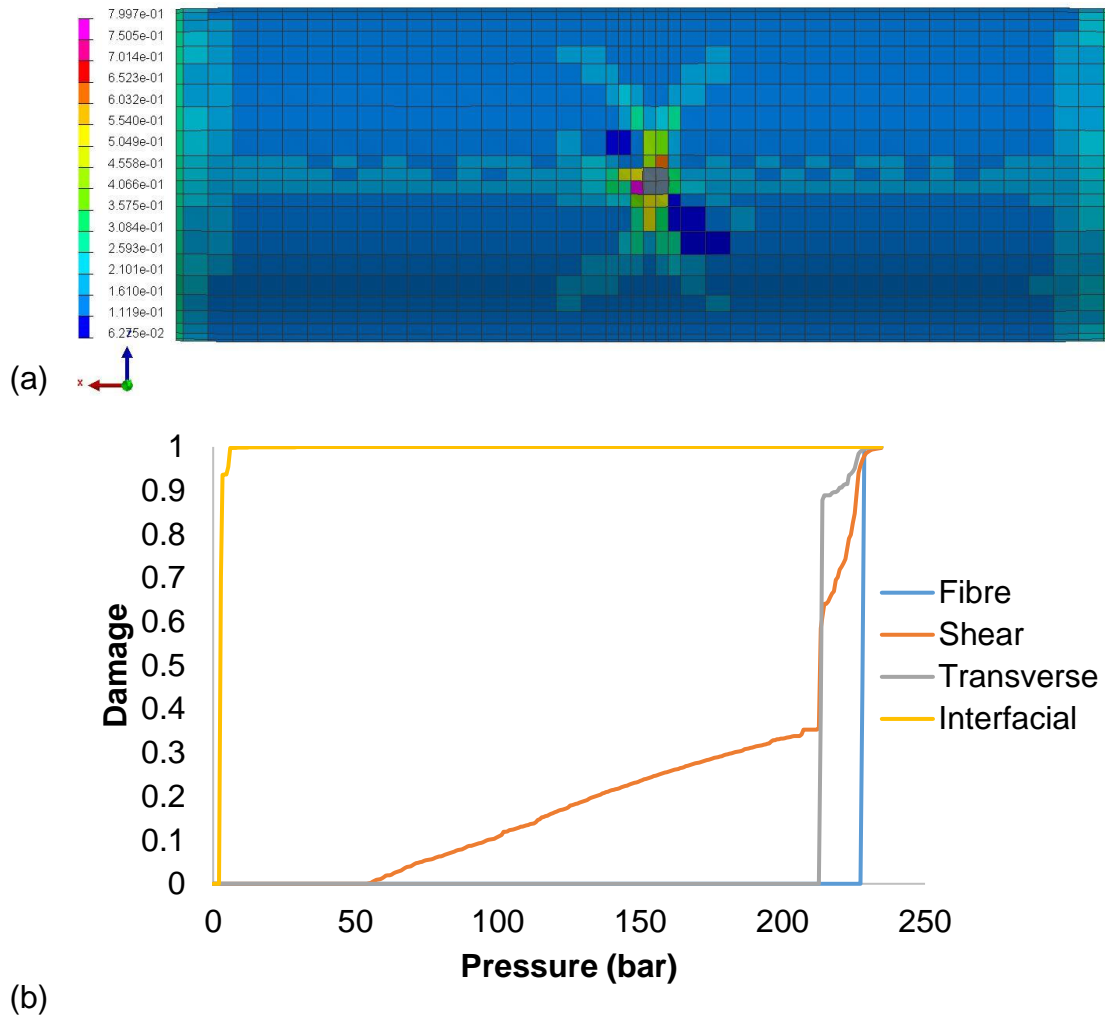 7.997e-01
7.505e-01
7.014e-01
6.523e-01
6.032e-01
5.540e-01
5.049e-01
4.558e-01
4.066e-01
3.575e-01
3.084e-01
2.593e-01
2.101e-01
1.610e-01
1.119e-01
6.275e-02
z
x
(a)
1
0.9
0.8
0.7
0.6
0.5
0.4
0.3
0.2
0.1
0
Damage
0 50 100 150 200 250
Pressure (bar)
Fibre
Shear
Transverse
Interfacial
(b)